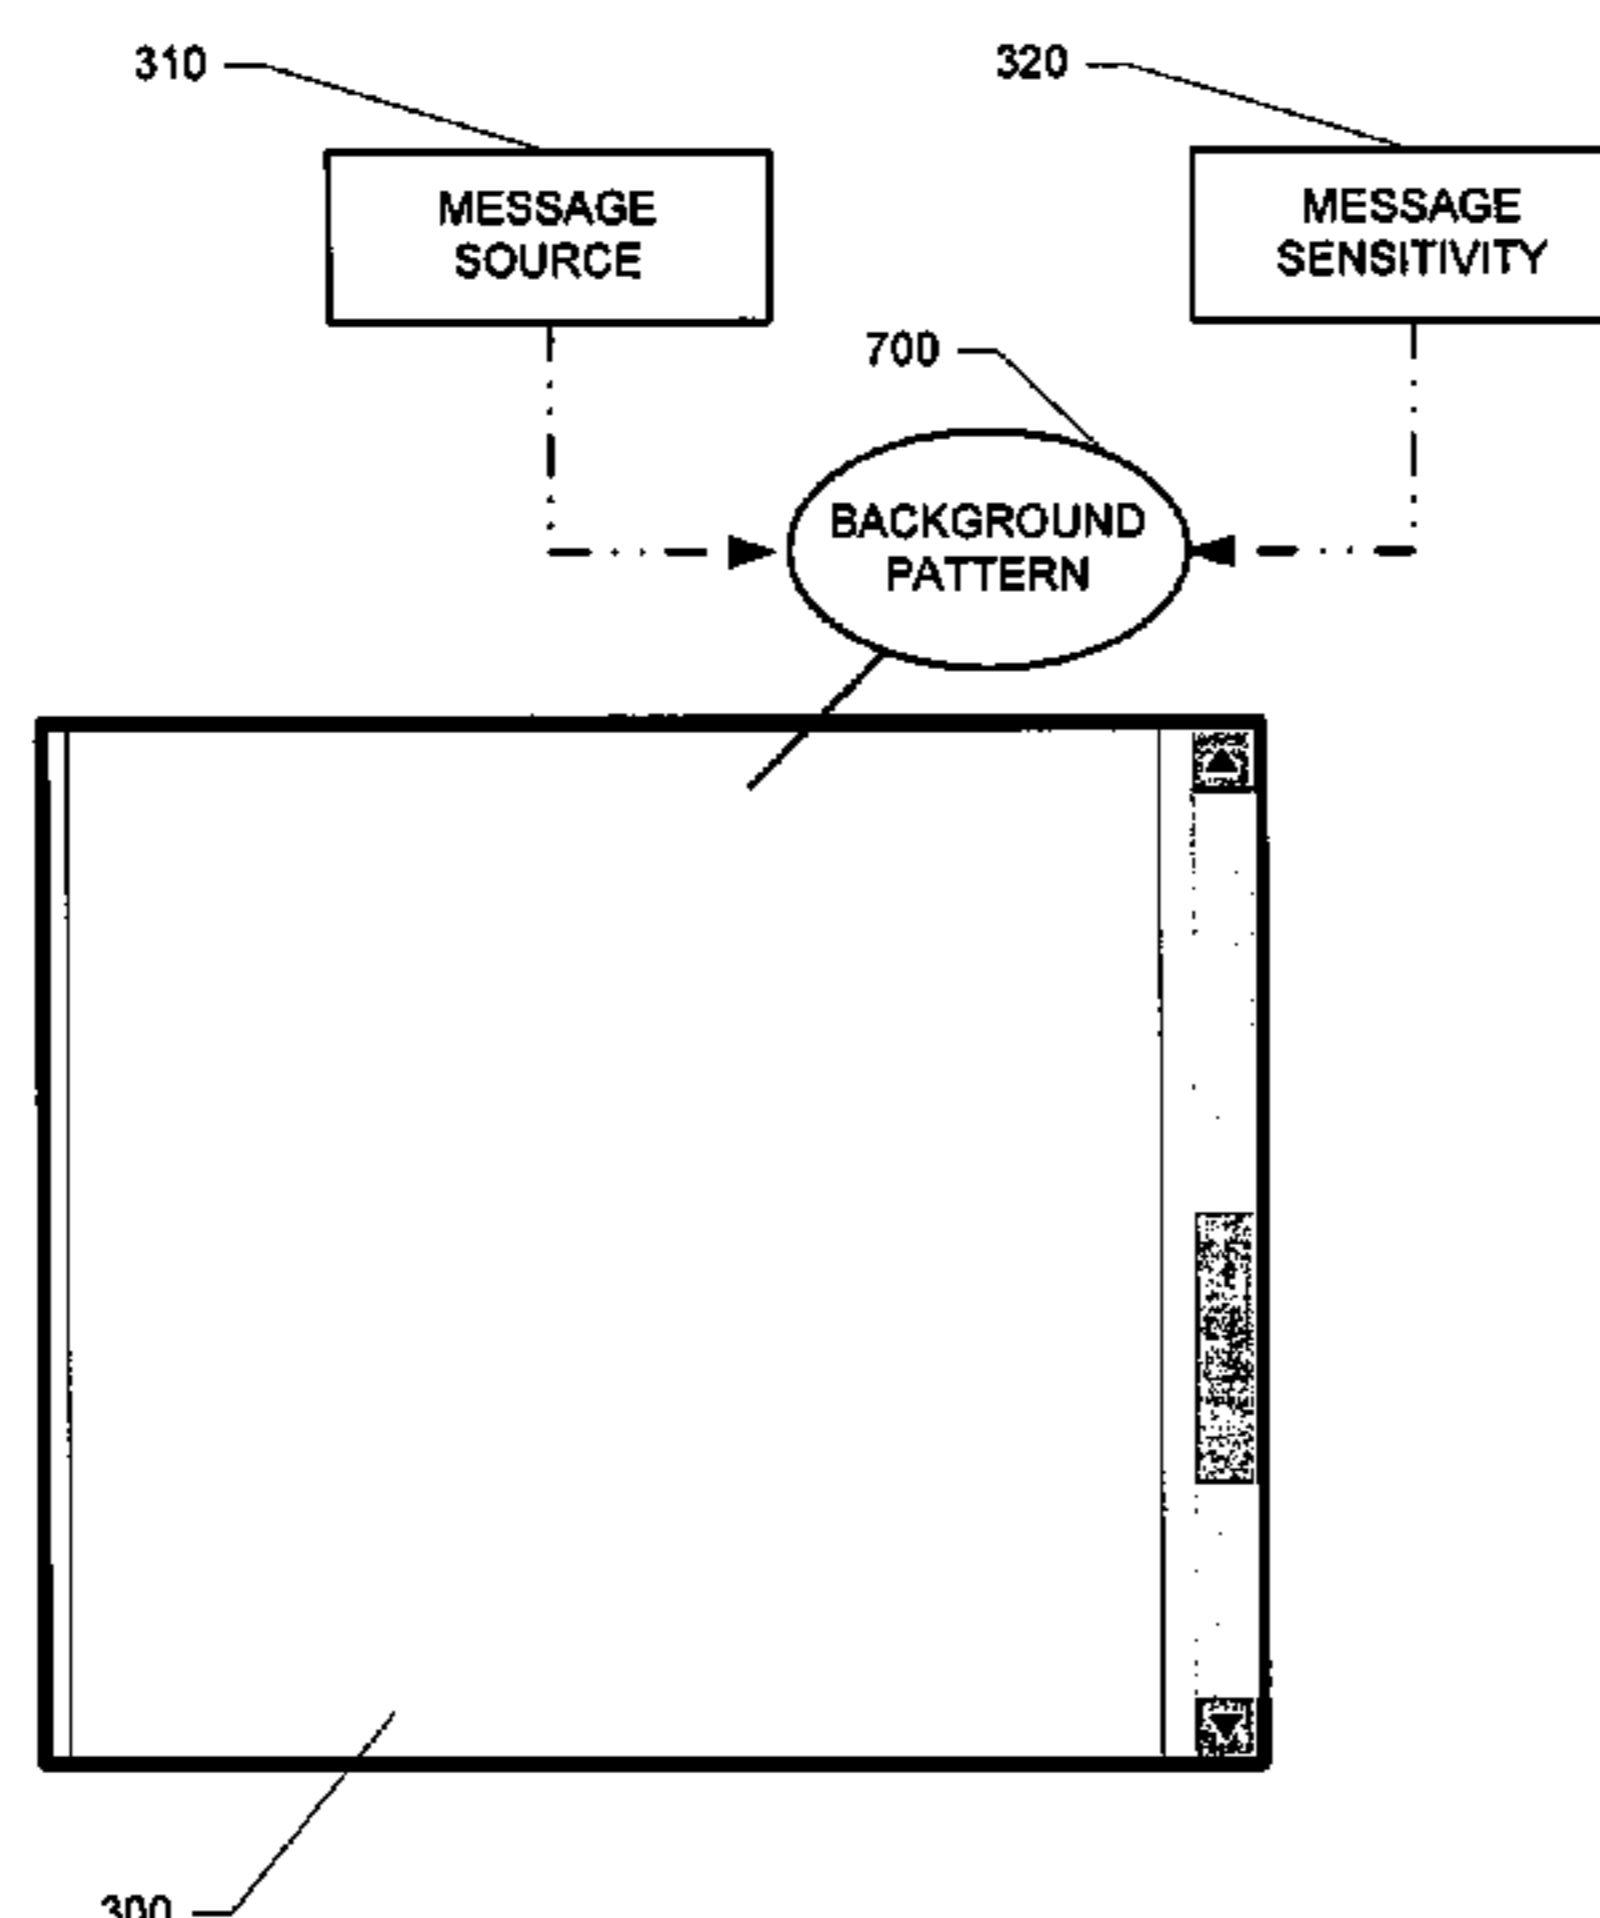 310
320
MESSAGE
SOURCE
MESSAGE
SENSITIVITY
700
BACKGROUND
PATTERN
300